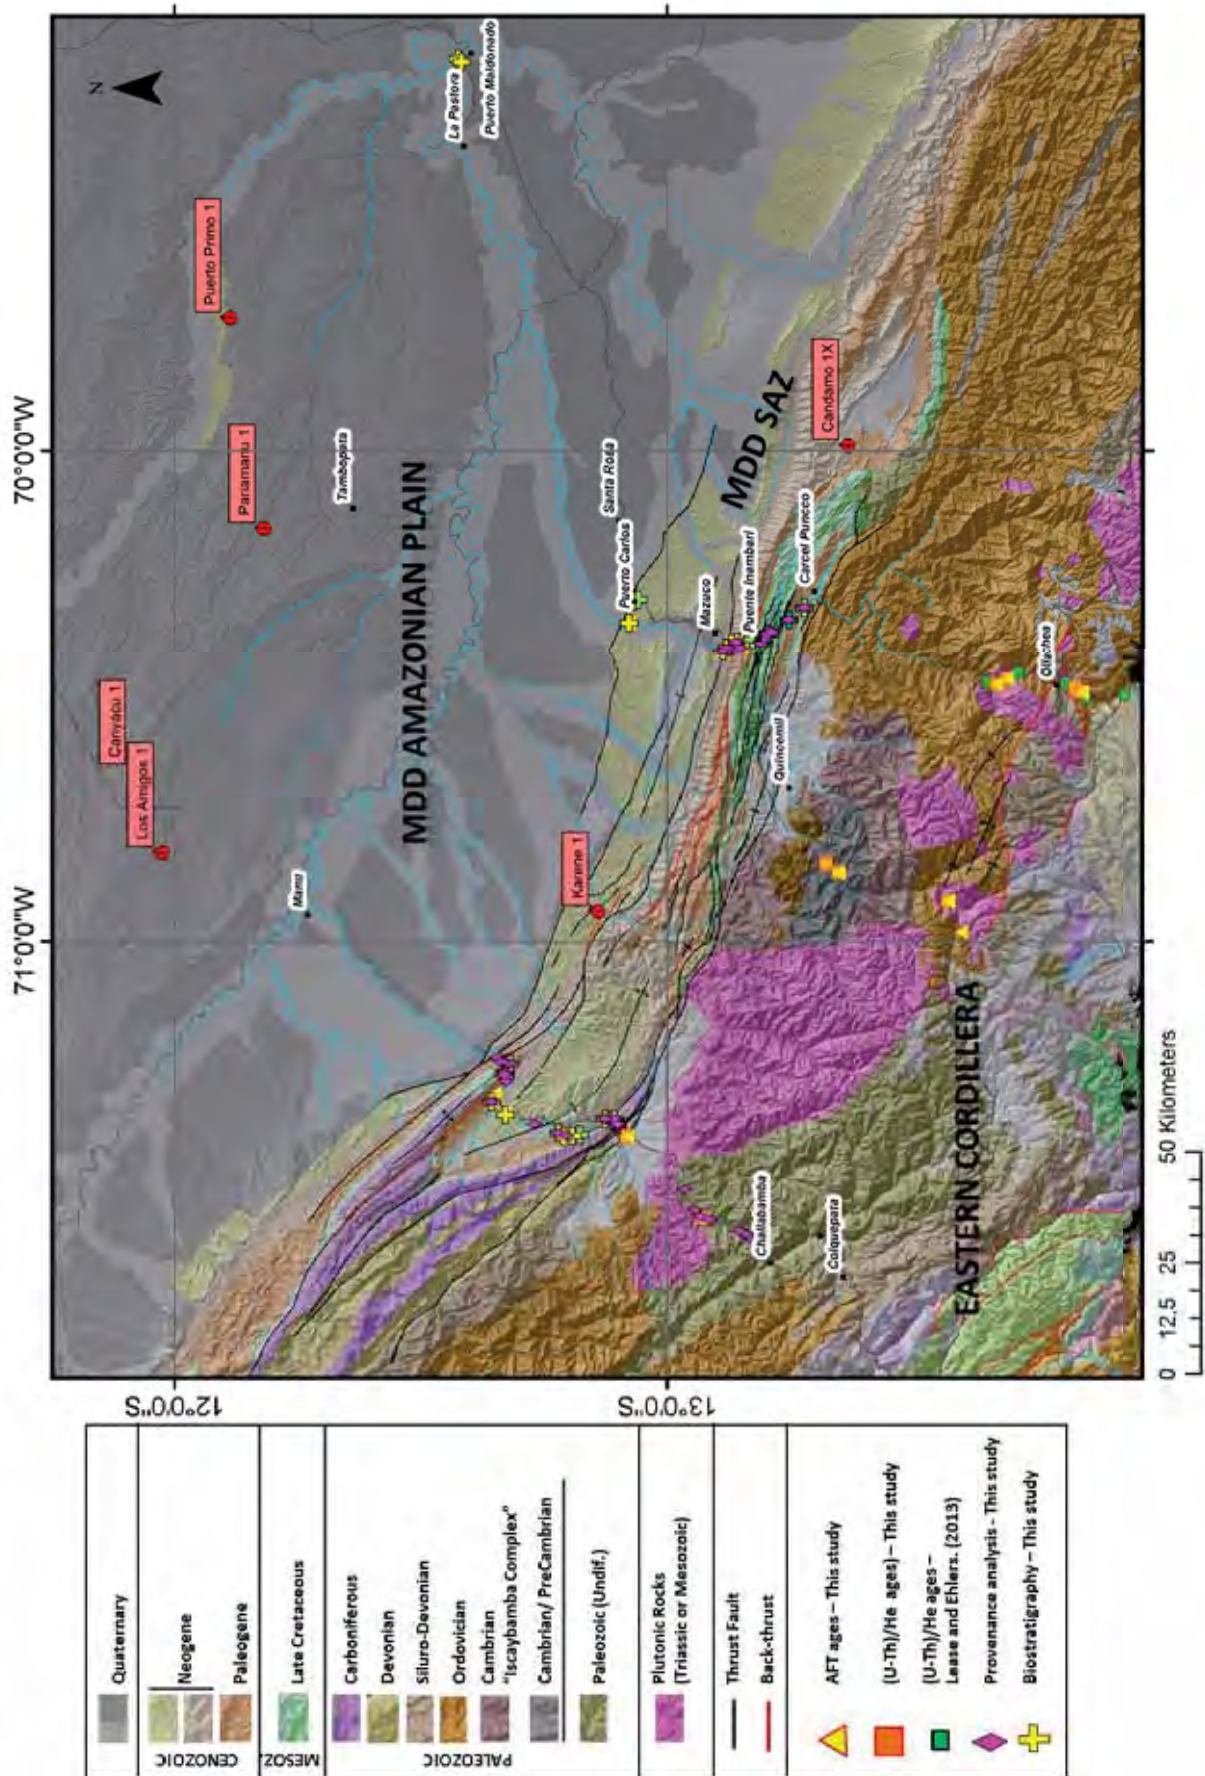 70°0'0"W
71°0'0"W
12°0'0"S
13°0'0"S
N
Puerto Primo 1
Pariamanu 1
Canyacu 1
Los Amigos 1
Karene 1
Candamo 1X
La Pastora
Puerto Maldonado
Tambopata
Manu
MDD AMAZONIAN PLAIN
MDD SAZ
EASTERN CORDILLERA
Santa Rosa
Puerto Carlos
Mazuco
Puente Inambari
Carcel Puncco
Quincemil
Ollachea
Challabamba
Colquepata
0 12.5 25 50 Kilometers
Quaternary
CENOZOIC
Neogene
Paleogene
MESOZ.
Late Cretaceous
PALEOZOIC
Carboniferous
Devonian
Siluro-Devonian
Ordovician
Cambrian
"Iscaybamba Complex"
Cambrian/ PreCambrian
Paleozoic (Undif.)
Plutonic Rocks
(Triassic or Mesozoic)
Thrust Fault
Back-thrust
AFT ages – This study
(U-Th)/He ages) – This study
(U-Th)/He ages –
Lease and Ehlers. (2013)
Provenance analysis - This study
Biostratigraphy – This study